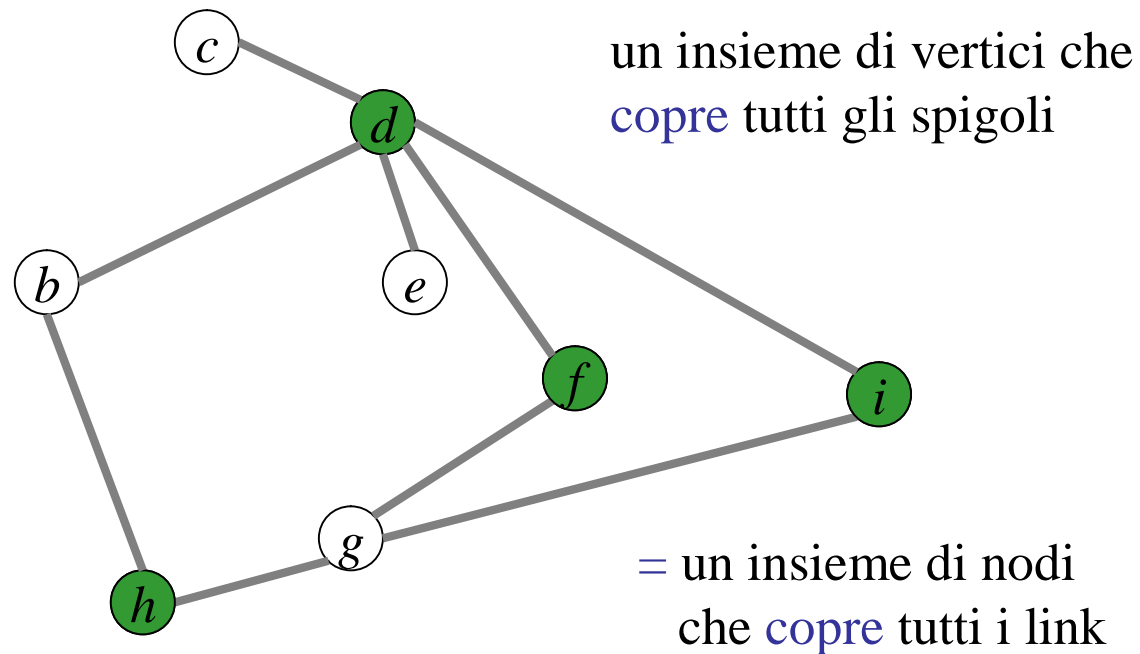 c
un insieme di vertici che
d
copre tutti gli spigoli
b
e
f
i
g
= un insieme di nodi
h
che copre tutti i link